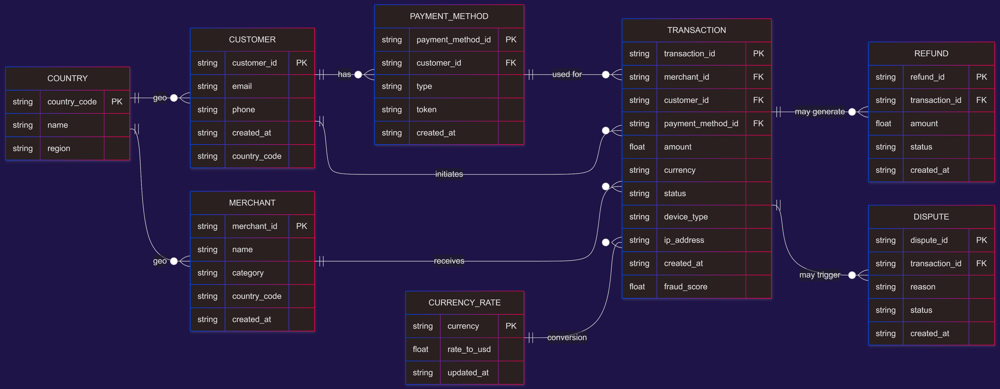 COUNTRY
string country_code PK
string name
string region
geo
geo
CUSTOMER
string customer_id PK
string email
string phone
string created_at
string country_code
MERCHANT
string merchant_id PK
string name
string category
string country_code
string created_at
has
initiates
receives
PAYMENT_METHOD
string payment_method_id PK
string customer_id FK
string type
string token
string created_at
CURRENCY_RATE
string currency PK
float rate_to_usd
string updated_at
used for
conversion
TRANSACTION
string transaction_id PK
string merchant_id FK
string customer_id FK
string payment_method_id FK
float amount
string currency
string status
string device_type
string ip_address
string created_at
float fraud_score
may generate
may trigger
REFUND
string refund_id PK
string transaction_id FK
float amount
string status
string created_at
DISPUTE
string dispute_id PK
string transaction_id FK
string reason
string status
string created_at